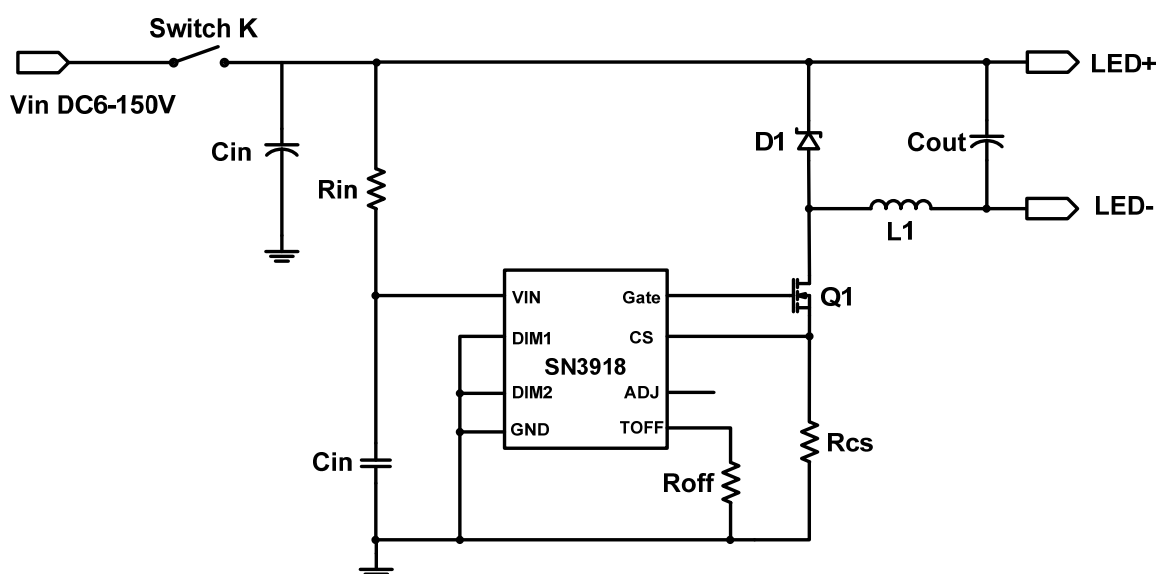 Switch K
Vin DC6-150V
LED+
Cin
D1
Cout
Rin
LED-
L1
VIN
Gate
Q1
DIM1
CS
SN3918
DIM2
ADJ
GND
TOFF
Rcs
Cin
Roff